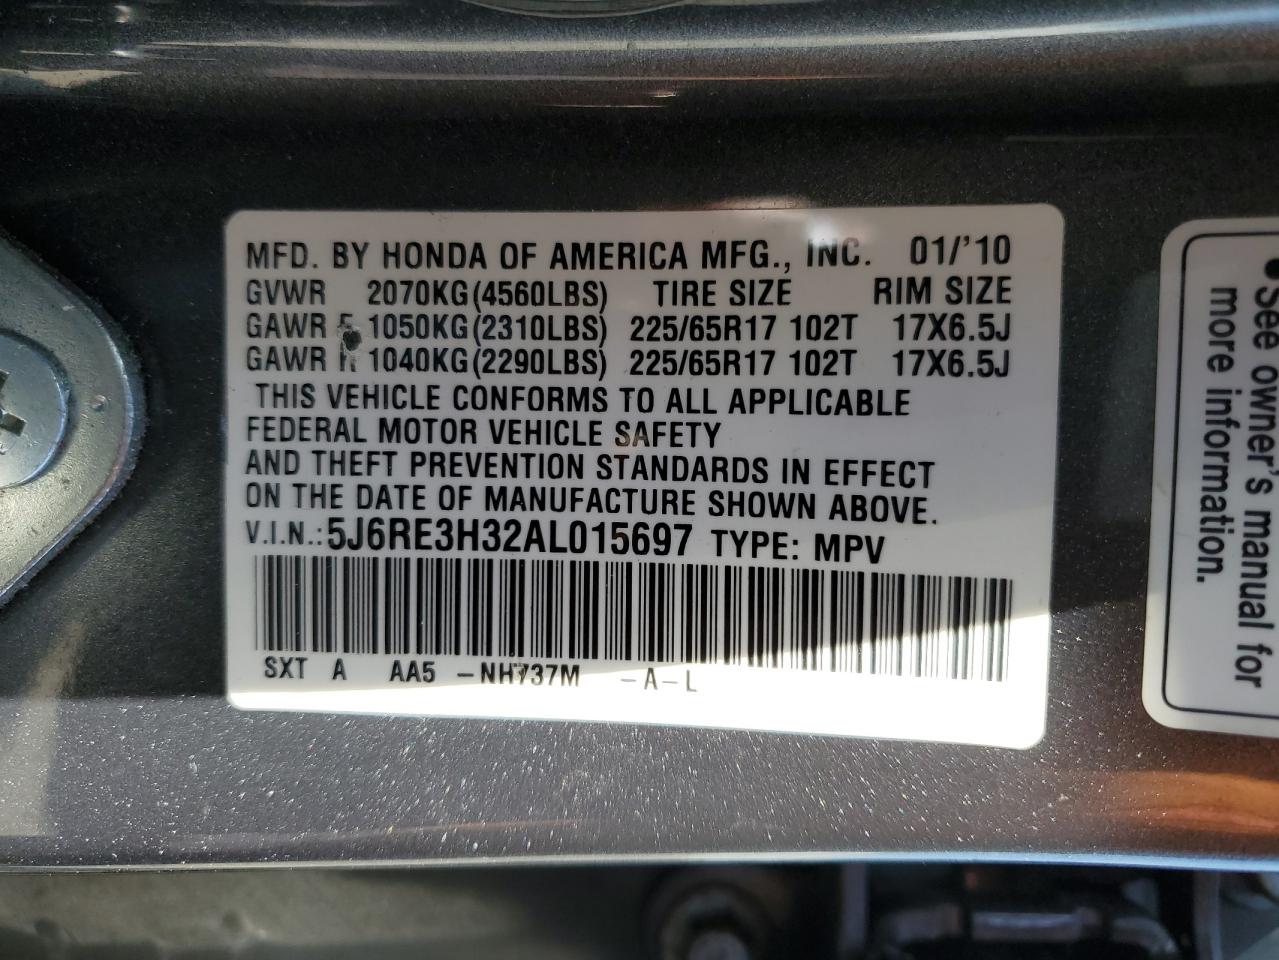 MFD. BY HONDA OF AMERICA MFG., INC. 01/'10
GVWR 2070KG(4560LBS) TIRE SIZE RIM SIZE
GAWR F 1050KG(2310LBS) 225/65R17 102T 17X6.5J
GAWR R 1040KG(2290LBS) 225/65R17 102T 17X6.5J
THIS VEHICLE CONFORMS TO ALL APPLICABLE
FEDERAL MOTOR VEHICLE SAFETY
AND THEFT PREVENTION STANDARDS IN EFFECT
ON THE DATE OF MANUFACTURE SHOWN ABOVE.
V.I.N.:5J6RE3H32AL015697 TYPE: MPV
SXT A AA5 -NH737M -A-L
•See owner's manual for
more information.